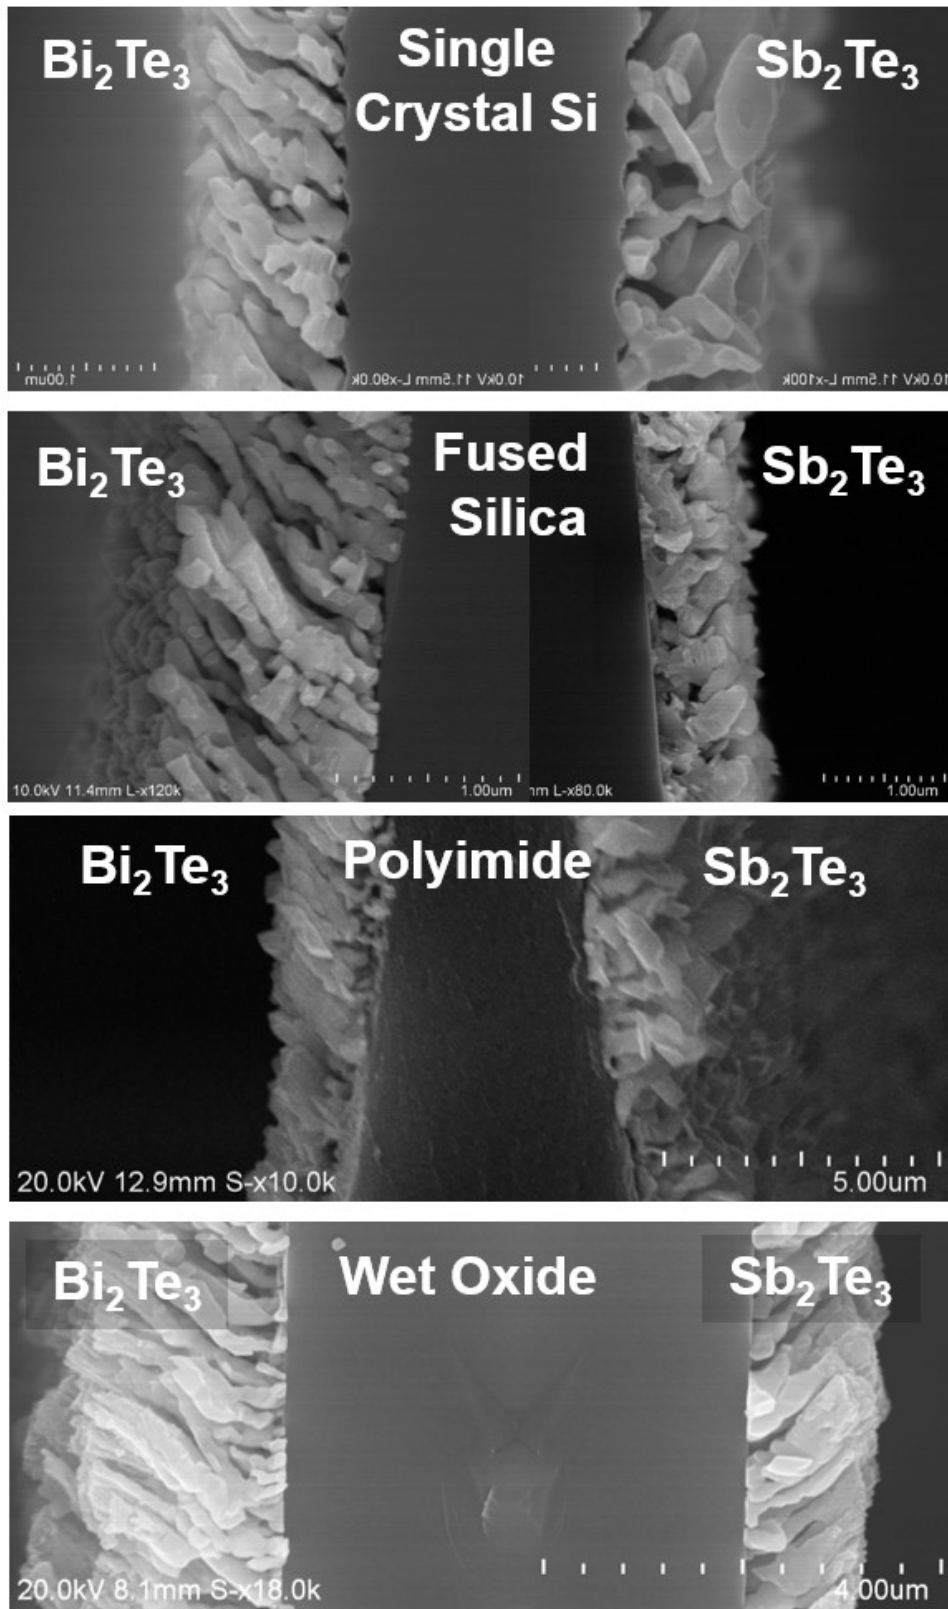 Bi₂Te₃
Single
Crystal Si
Sb₂Te₃
1.00um
10.0kV 11.5mm L-x90.0k
10.0kV 11.5mm L-x100k
Bi₂Te₃
Fused
Silica
Sb₂Te₃
10.0kV 11.4mm L-x120k
1.00um
mm L-x80.0k
1.00um
Bi₂Te₃
Polyimide
Sb₂Te₃
20.0kV 12.9mm S-x10.0k
5.00um
Bi₂Te₃
Wet Oxide
Sb₂Te₃
20.0kV 8.1mm S-x18.0k
4.00um